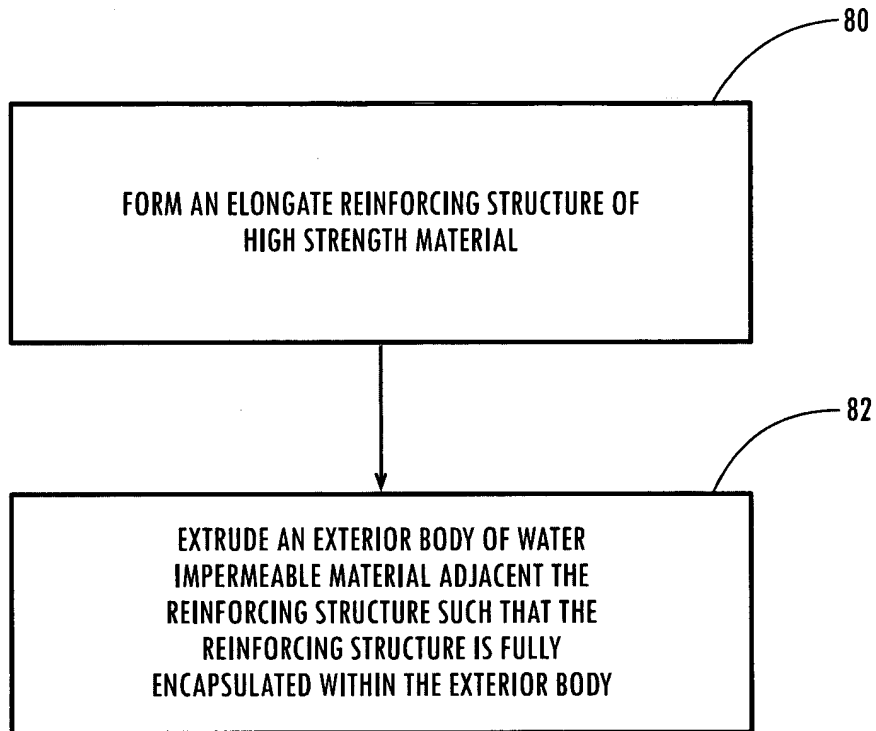 80
FORM AN ELONGATE REINFORCING STRUCTURE OF
HIGH STRENGTH MATERIAL
82
EXTRUDE AN EXTERIOR BODY OF WATER
IMPERMEABLE MATERIAL ADJACENT THE
REINFORCING STRUCTURE SUCH THAT THE
REINFORCING STRUCTURE IS FULLY
ENCAPSULATED WITHIN THE EXTERIOR BODY